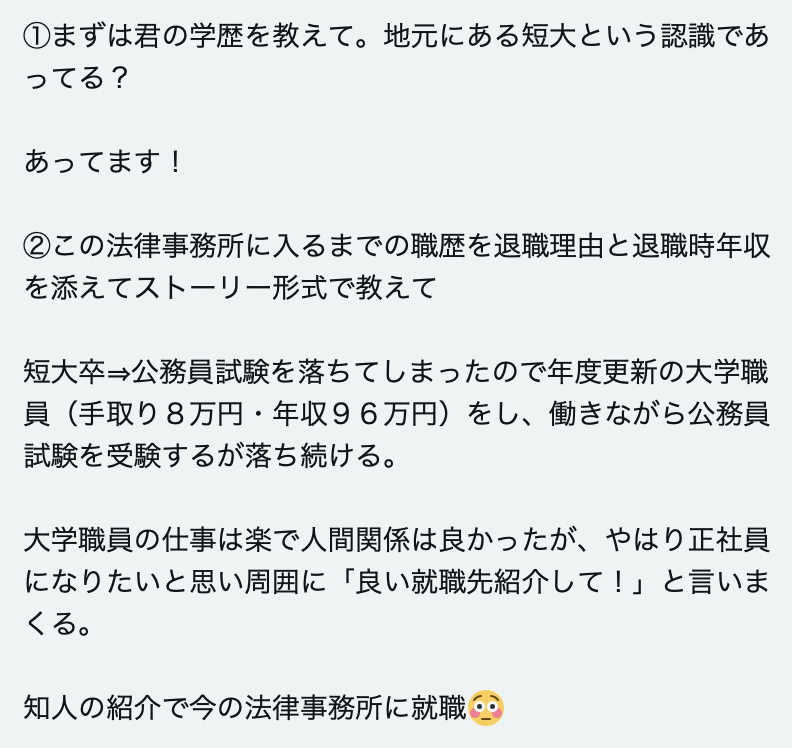 ①まずは君の学歴を教えて。地元にある短大という認識であ
ってる？
あってます！
②この法律事務所に入るまでの職歴を退職理由と退職時年収
を添えてストーリー形式で教えて
短大卒⇒公務員試験を落ちてしまったので年度更新の大学職
員（手取り８万円・年収９６万円）をし、働きながら公務員
試験を受験するが落ち続ける。
大学職員の仕事は楽で人間関係は良かったが、やはり正社員
になりたいと思い周囲に「良い就職先紹介して！」と言いま
くる。
知人の紹介で今の法律事務所に就職😳